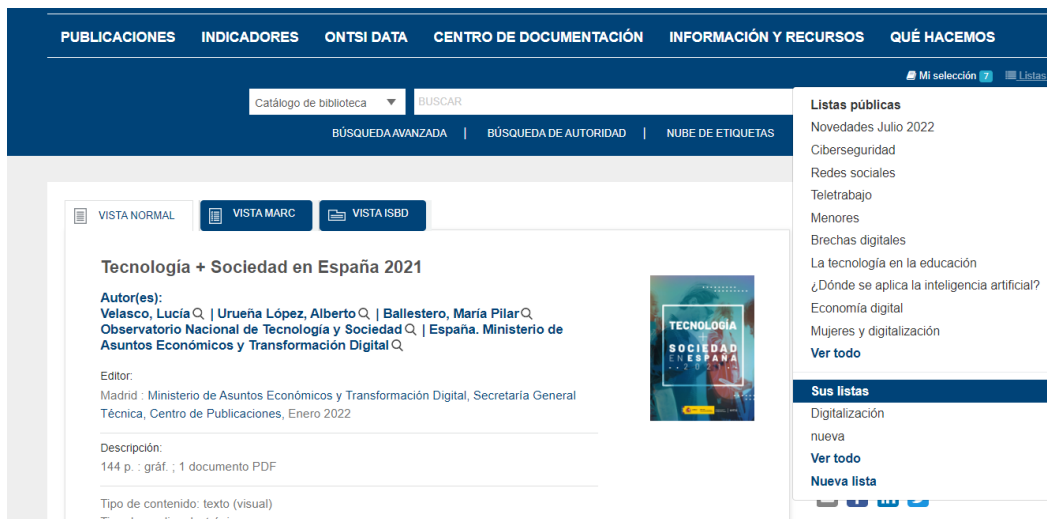 PUBLICACIONES INDICADORES ONTSI DATA CENTRO DE DOCUMENTACIÓN INFORMACIÓN Y RECURSOS QUÉ HACEMOS
Mi selección 7 Listas
Catálogo de biblioteca BUSCAR
BÚSQUEDA AVANZADA | BÚSQUEDA DE AUTORIDAD | NUBE DE ETIQUETAS
Listas públicas
Novedades Julio 2022
Ciberseguridad
Redes sociales
Teletrabajo
Menores
Brechas digitales
La tecnología en la educación
¿Dónde se aplica la inteligencia artificial?
Economía digital
Mujeres y digitalización
Ver todo
Sus listas
Digitalización
nueva
Ver todo
Nueva lista
VISTA NORMAL VISTA MARC VISTA ISBD
Tecnología + Sociedad en España 2021
Autor(es):
Velasco, Lucía | Urueña López, Alberto | Ballestero, María Pilar
Observatorio Nacional de Tecnología y Sociedad | España. Ministerio de
Asuntos Económicos y Transformación Digital
Editor:
Madrid : Ministerio de Asuntos Económicos y Transformación Digital, Secretaría General
Técnica, Centro de Publicaciones, Enero 2022
Descripción:
144 p. : gráf. ; 1 documento PDF
Tipo de contenido: texto (visual)
TECNOLOGÍA
+
SOCIEDAD
EN ESPAÑA
2021